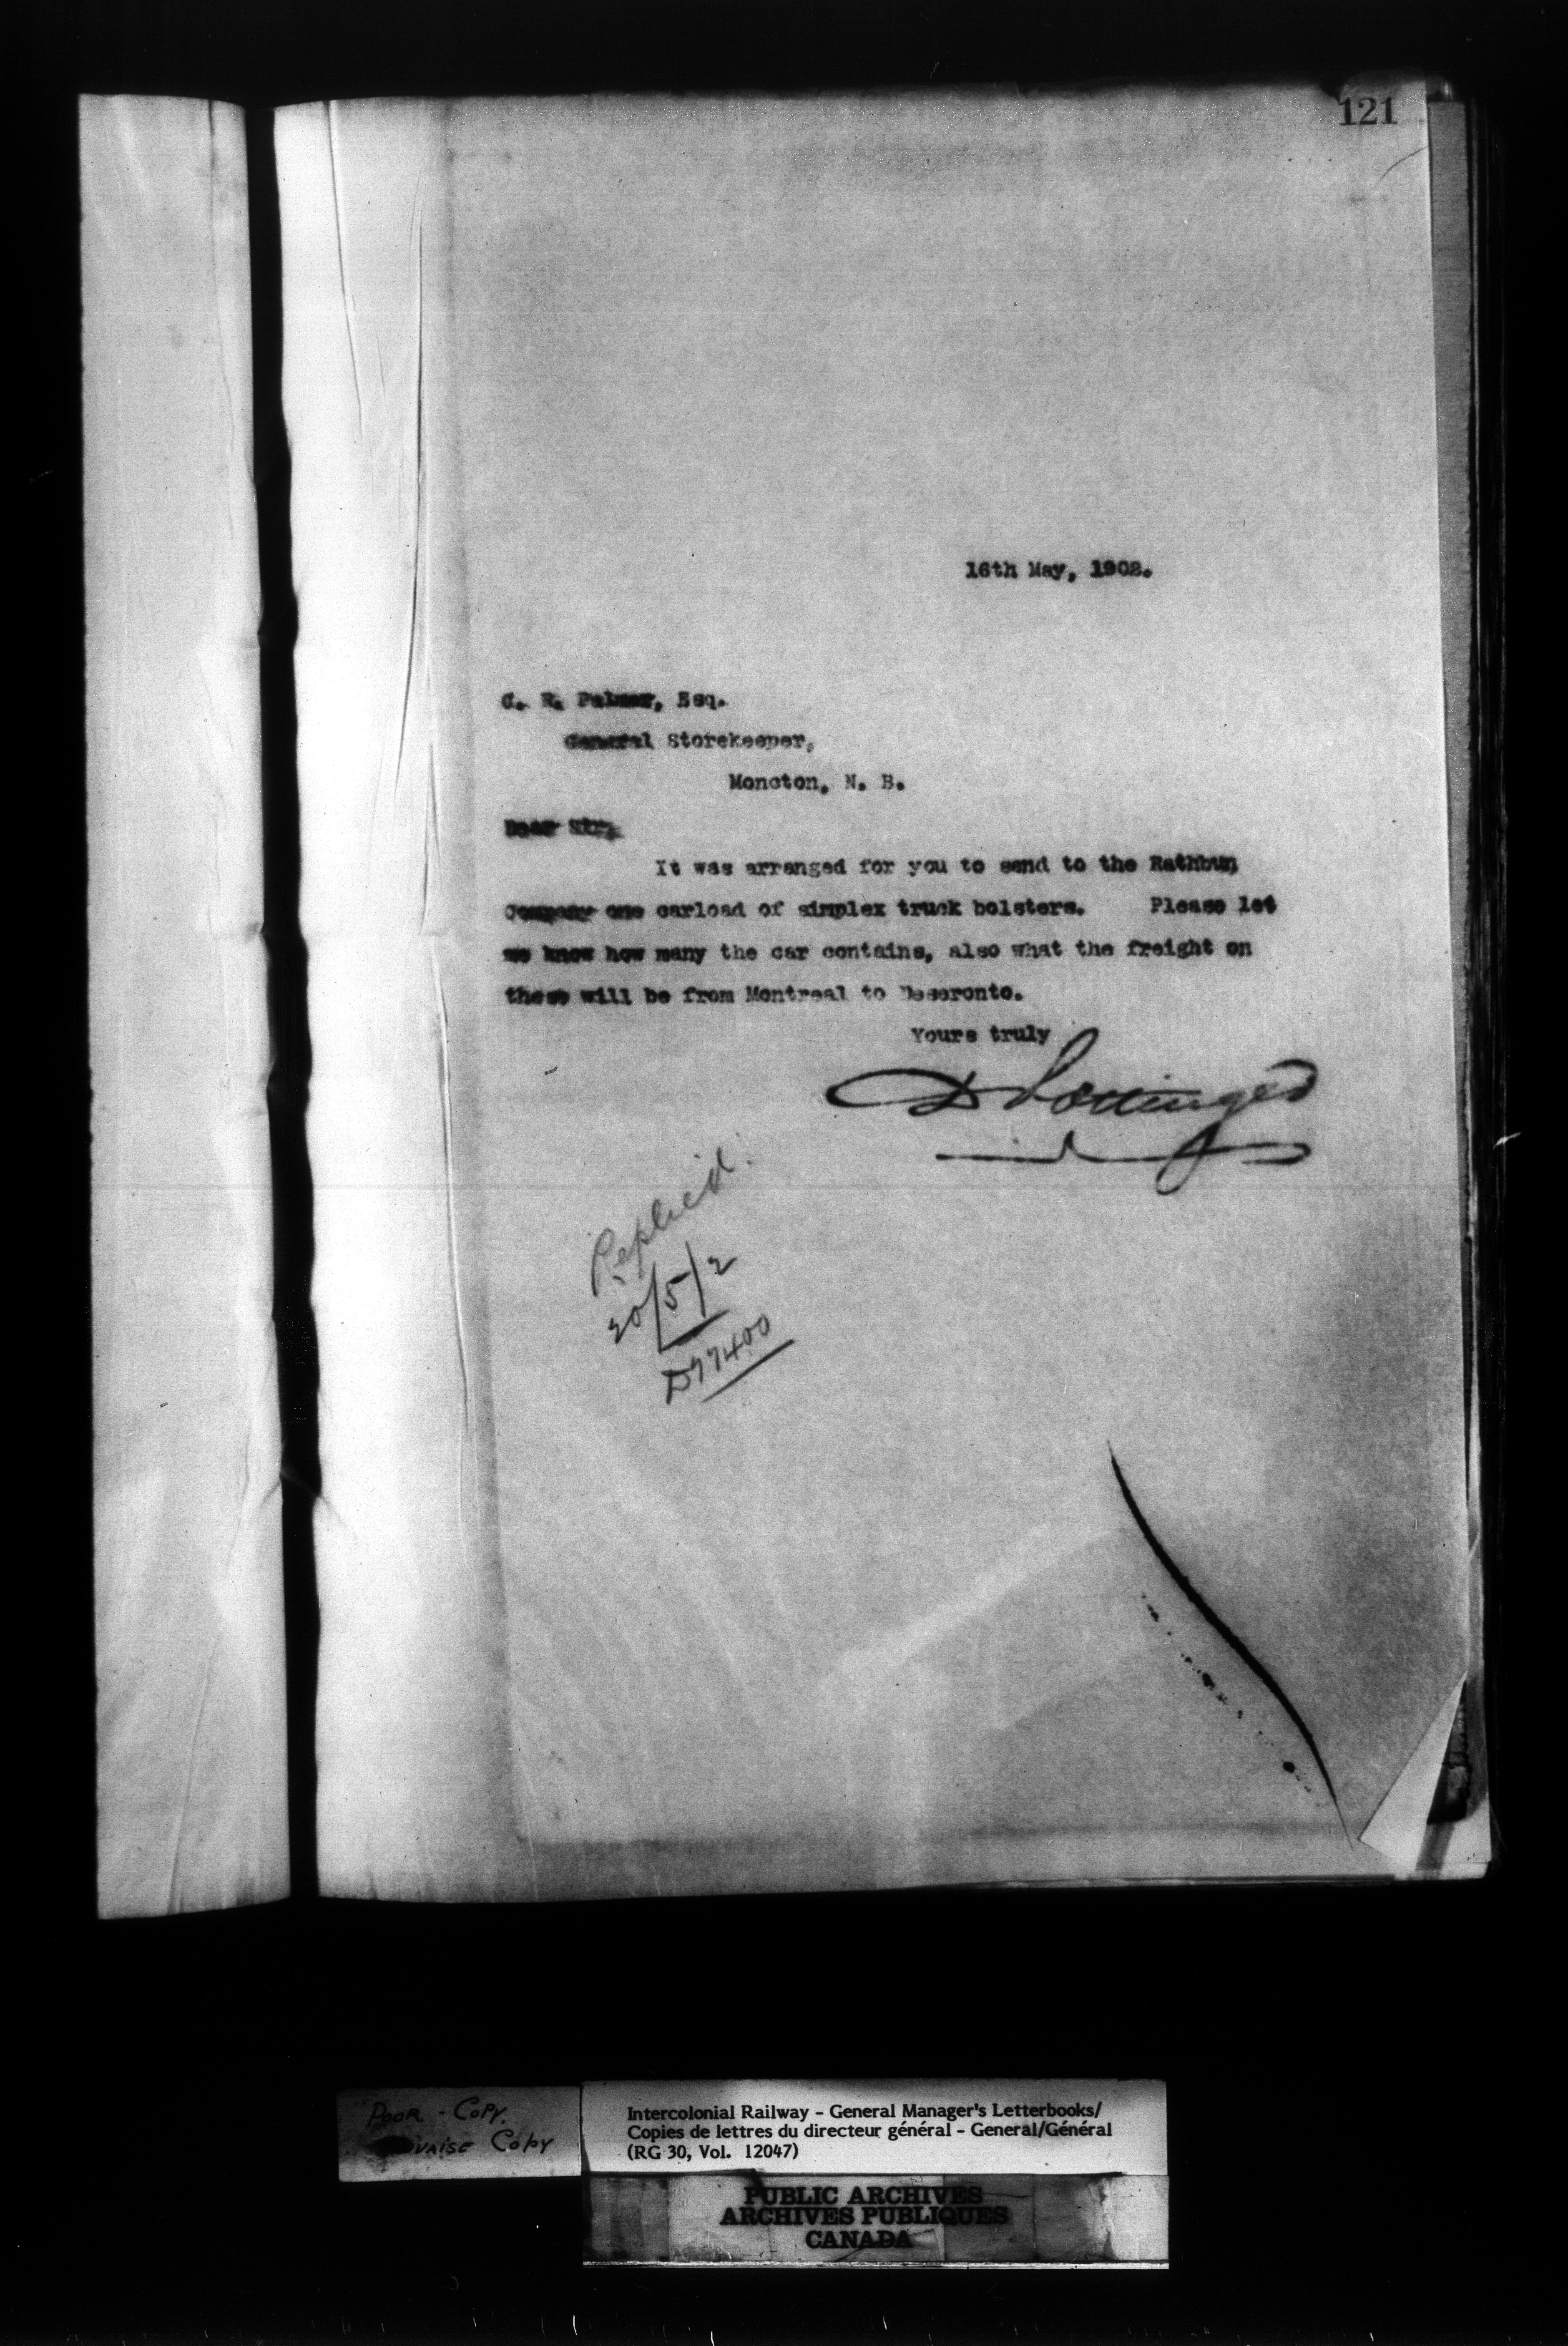 121
16th May, 1902.
C. R. Palmer, Esq.
General Storekeeper,
Moncton, N. B.
Dear Sir,
It was arranged for you to send to the Rathbun
Company one carload of simplex truck bolsters. Please let
me know how many the car contains, also what the freight on
these will be from Montreal to Deseronto.
Yours truly
D Pottinger
Replied.
20/5/2
D77400
POOR - COPY.
VAISE COPY
Intercolonial Railway - General Manager's Letterbooks/
Copies de lettres du directeur général - General/Général
(RG 30, Vol. 12047)
PUBLIC ARCHIVES
ARCHIVES PUBLIQUES
CANADA